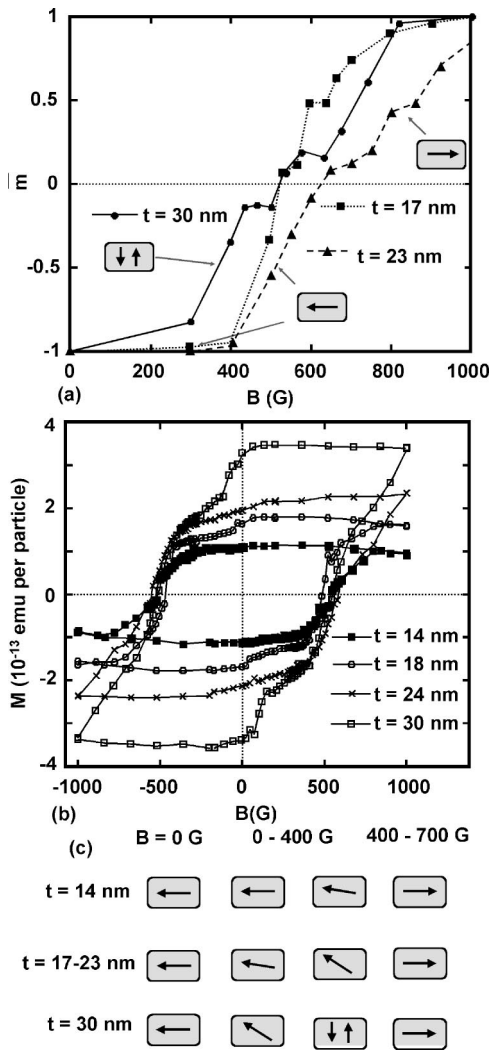 1
0.5
m̅
0
t = 30 nm
t = 17 nm
t = 23 nm
-0.5
-1
0 200 400 600 800 1000
(a)
B (G)
M (10⁻¹³ emu per particle)
2
0
-2
-4
t = 14 nm
t = 18 nm
t = 24 nm
t = 30 nm
-1000 -500 0 500 1000
(b)
B(G)
(c)
B = 0 G 0 - 400 G 400 - 700 G
t = 14 nm
t = 17-23 nm
t = 30 nm